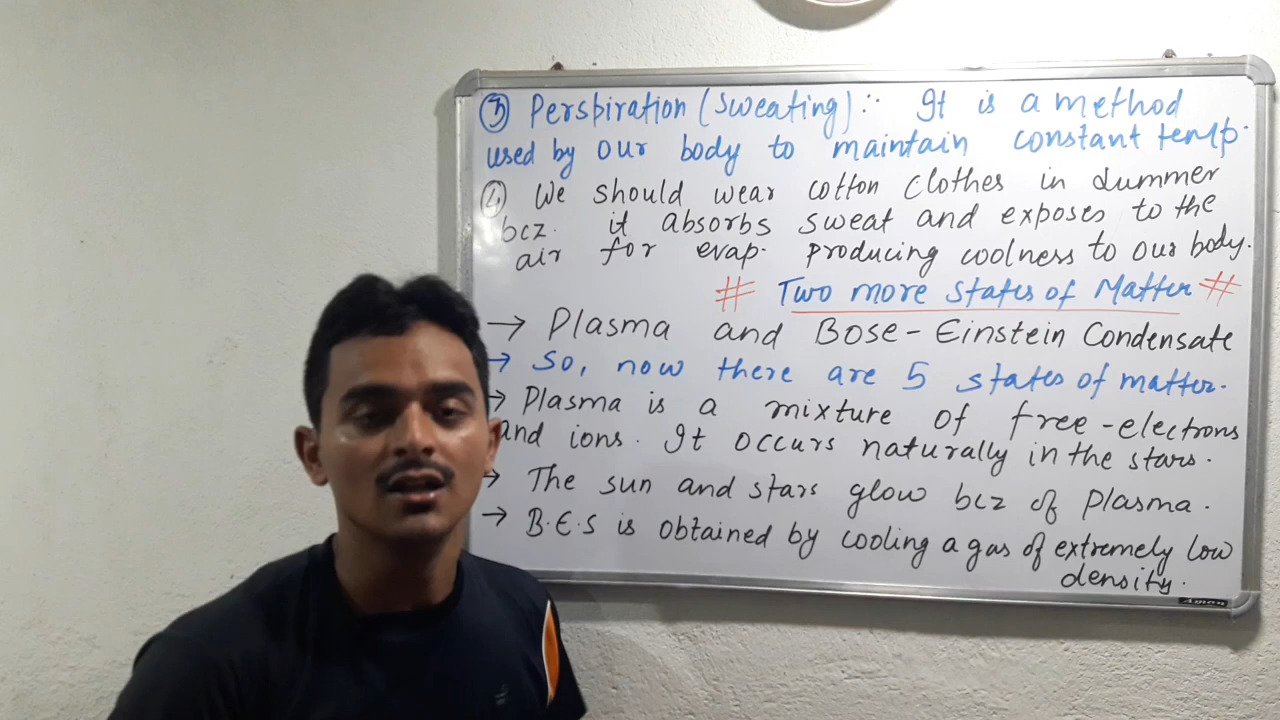 ③ Perspiration (Sweating):- It is a method
used by our body to maintain constant temp.
④ We should wear cotton clothes in summer
bcz. it absorbs sweat and exposes to the
air for evap. producing coolness to our body.
# Two more states of Matter #
→ Plasma and Bose-Einstein Condensate
→ So, now there are 5 states of matter.
→ Plasma is a mixture of free-electrons
and ions. It occurs naturally in the stars.
→ The sun and stars glow bcz of plasma.
→ B.E.S is obtained by cooling a gas of extremely low
density.